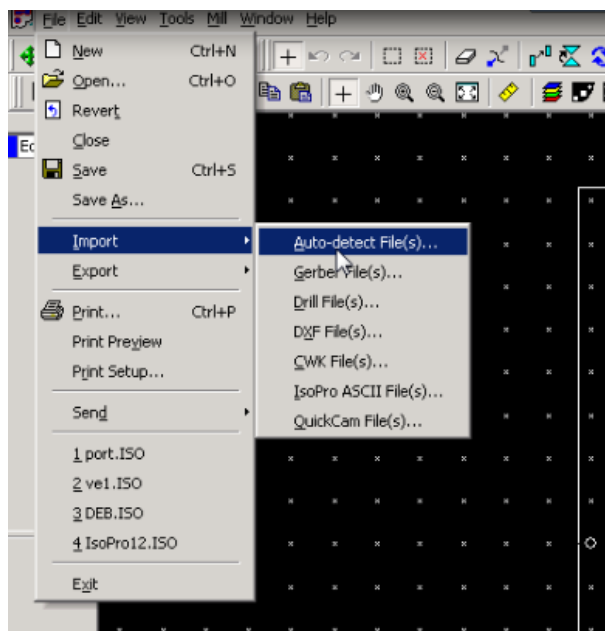 File Edit View Tools Mill Window Help
New Ctrl+N
Open... Ctrl+O
Revert
Close
Save Ctrl+S
Save As...
Import
Export
Print... Ctrl+P
Print Preview
Print Setup...
Send
1 port.ISO
2 ve1.ISO
3 DEB.ISO
4 IsoPro12.ISO
Exit
Auto-detect File(s)...
Gerber File(s)...
Drill File(s)...
DXF File(s)...
CWK File(s)...
IsoPro ASCII File(s)...
QuickCam File(s)...